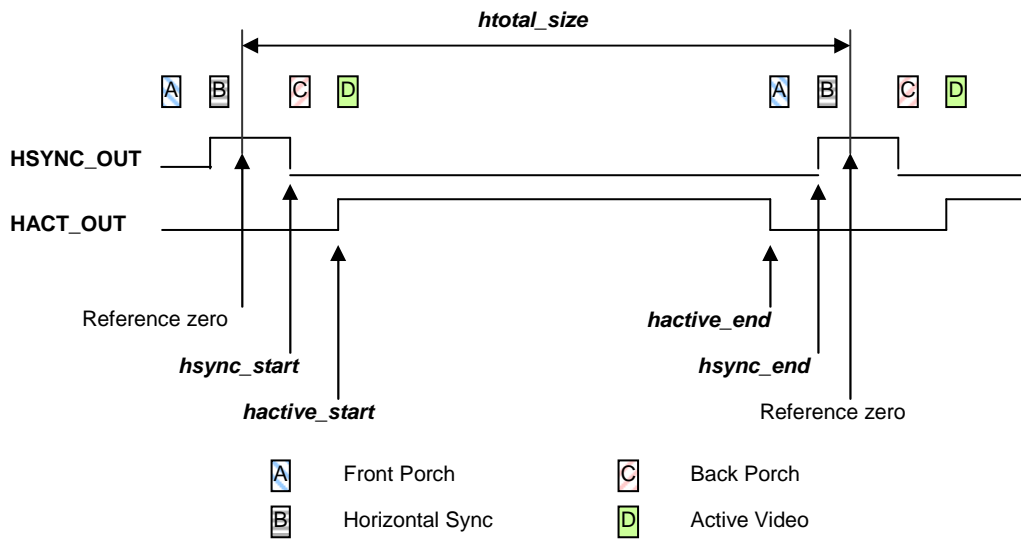 htotal_size
A B C D A B C D
HSYNC_OUT
HACT_OUT
Reference zero
hactive_end
hsync_start
hsync_end
hactive_start
Reference zero
A Front Porch C Back Porch
B Horizontal Sync D Active Video